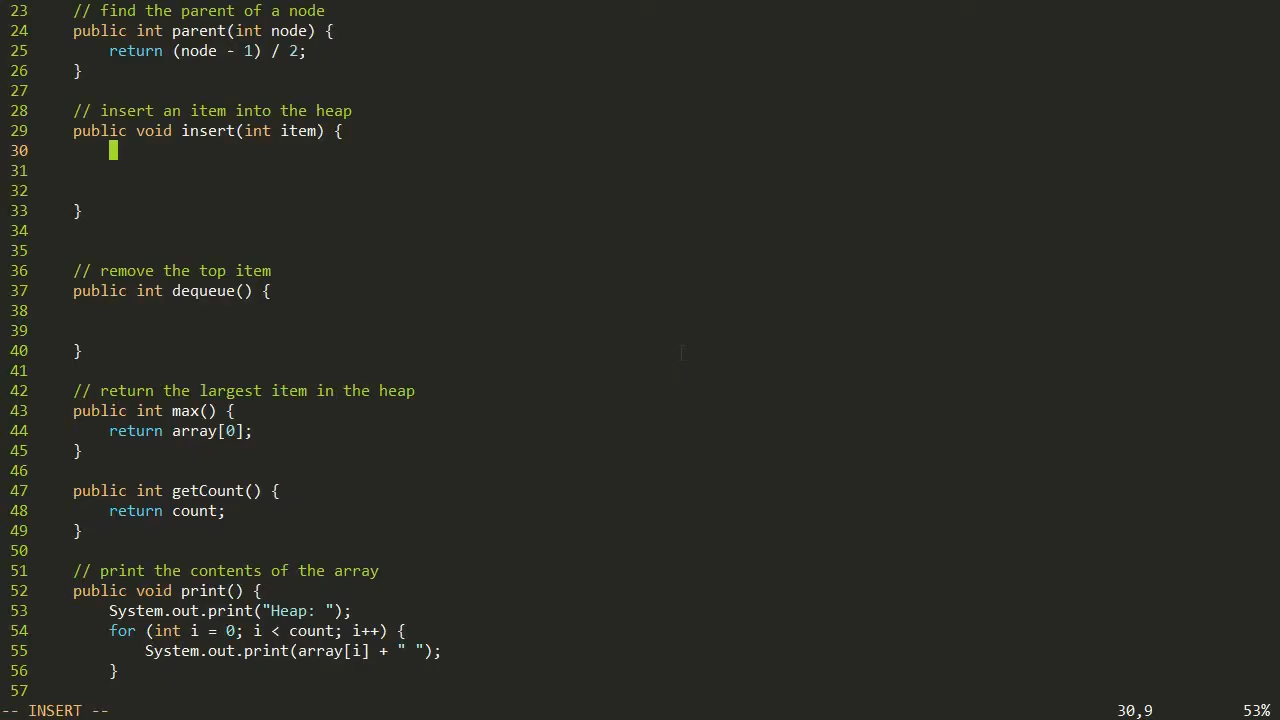 23     // find the parent of a node
24     public int parent(int node) {
25         return (node - 1) / 2;
26     }
27
28     // insert an item into the heap
29     public void insert(int item) {
30
31
32
33     }
34
35
36     // remove the top item
37     public int dequeue() {
38
39
40     }
41
42     // return the largest item in the heap
43     public int max() {
44         return array[0];
45     }
46
47     public int getCount() {
48         return count;
49     }
50
51     // print the contents of the array
52     public void print() {
53         System.out.print("Heap: ");
54         for (int i = 0; i < count; i++) {
55             System.out.print(array[i] + " ");
56         }
57
-- INSERT -- 30,9 53%